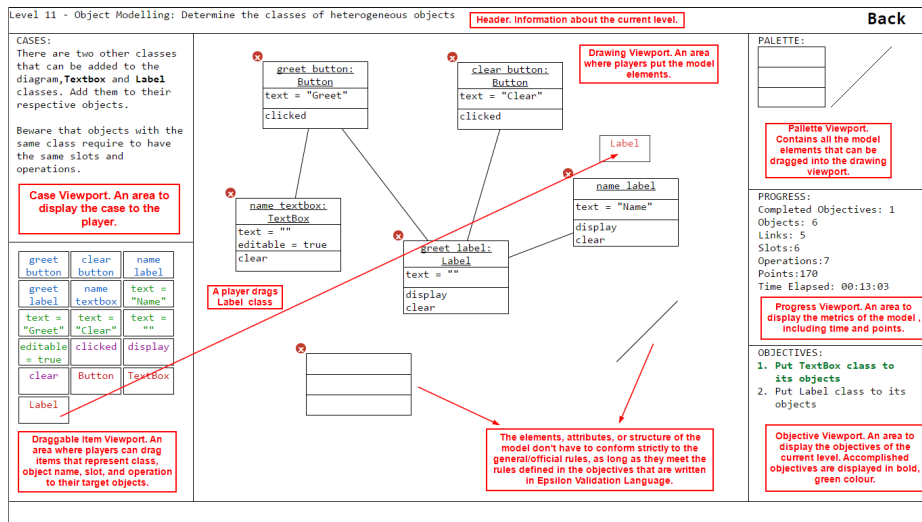 Level 11 - Object Modelling: Determine the classes of heterogeneous objects
Header. Information about the current level.
Back
CASES:
There are two other classes
that can be added to the
diagram,Textbox and Label
classes. Add them to their
respective objects.
Beware that objects with the
same class require to have
the same slots and
operations.
Case Viewport. An area to
display the case to the
player.
greet
button
clear
button
name
label
greet
label
name
textbox
text =
"Name"
text =
"Greet"
text =
"Clear"
text =
""
editable
= true
clicked
display
clear
Button
TextBox
Label
Draggable Item Viewport. An
area where players can drag
items that represent class,
object name, slot, and operation
to their target objects.
x
greet button:
Button
text = "Greet"
clicked
x
clear button:
Button
text = "Clear"
clicked
Drawing Viewport. An area
where players put the model
elements.
Label
x
name textbox:
TextBox
text = ""
editable = true
clear
x
greet label:
Label
text = ""
display
clear
x
name label
text = "Name"
display
clear
A player drags
Label class
x
The elements, attributes, or structure of the
model don't have to conform strictly to the
general/official rules, as long as they meet the
rules defined in the objectives that are written
in Epsilon Validation Language.
PALETTE:
Pallette Viewport.
Contains all the model
elements that can be
dragged into the drawing
viewport.
PROGRESS:
Completed Objectives: 1
Objects: 6
Links: 5
Slots:6
Operations:7
Points:170
Time Elapsed: 00:13:03
Progress Viewport. An area to
display the metrics of the model ,
including time and points.
OBJECTIVES:
1. Put TextBox class to
its objects
2. Put Label class to its
objects
Objective Viewport. An area to
display the objectives of the
current level. Accomplished
objectives are displayed in bold,
green colour.